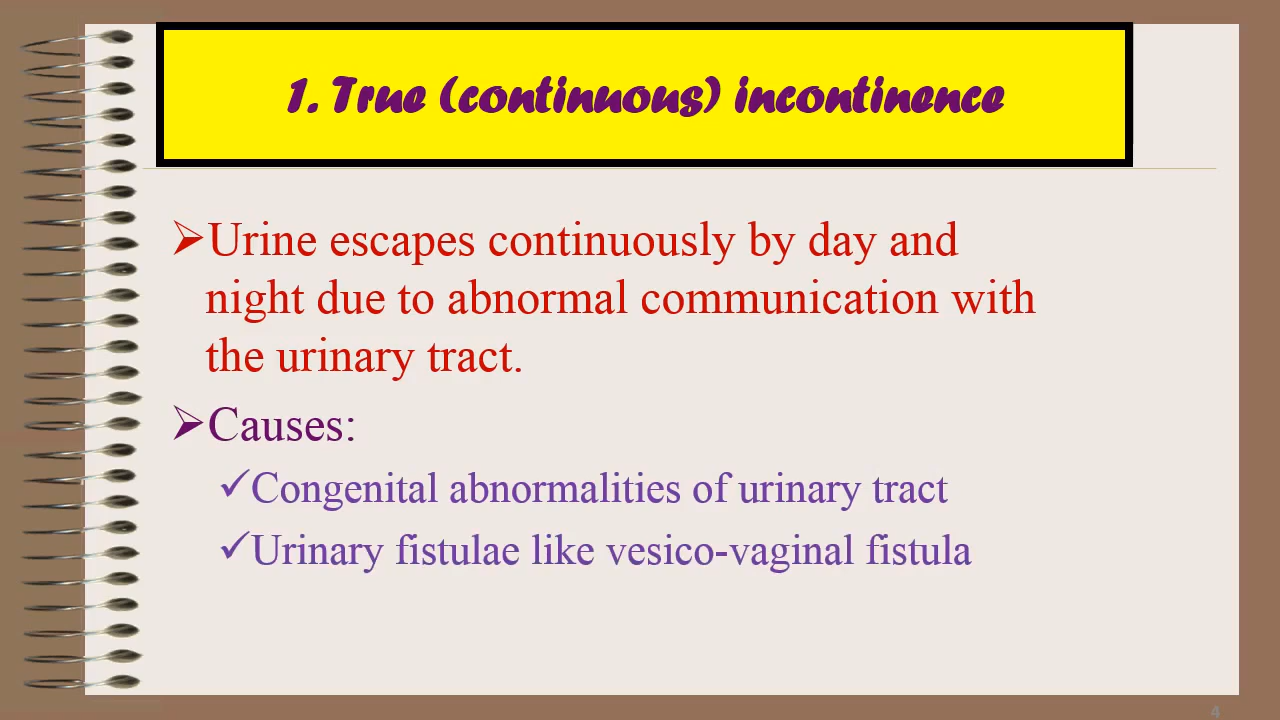 1. True (continuous) incontinence
➢Urine escapes continuously by day and
night due to abnormal communication with
the urinary tract.
➢Causes:
✓Congenital abnormalities of urinary tract
✓Urinary fistulae like vesico-vaginal fistula
4